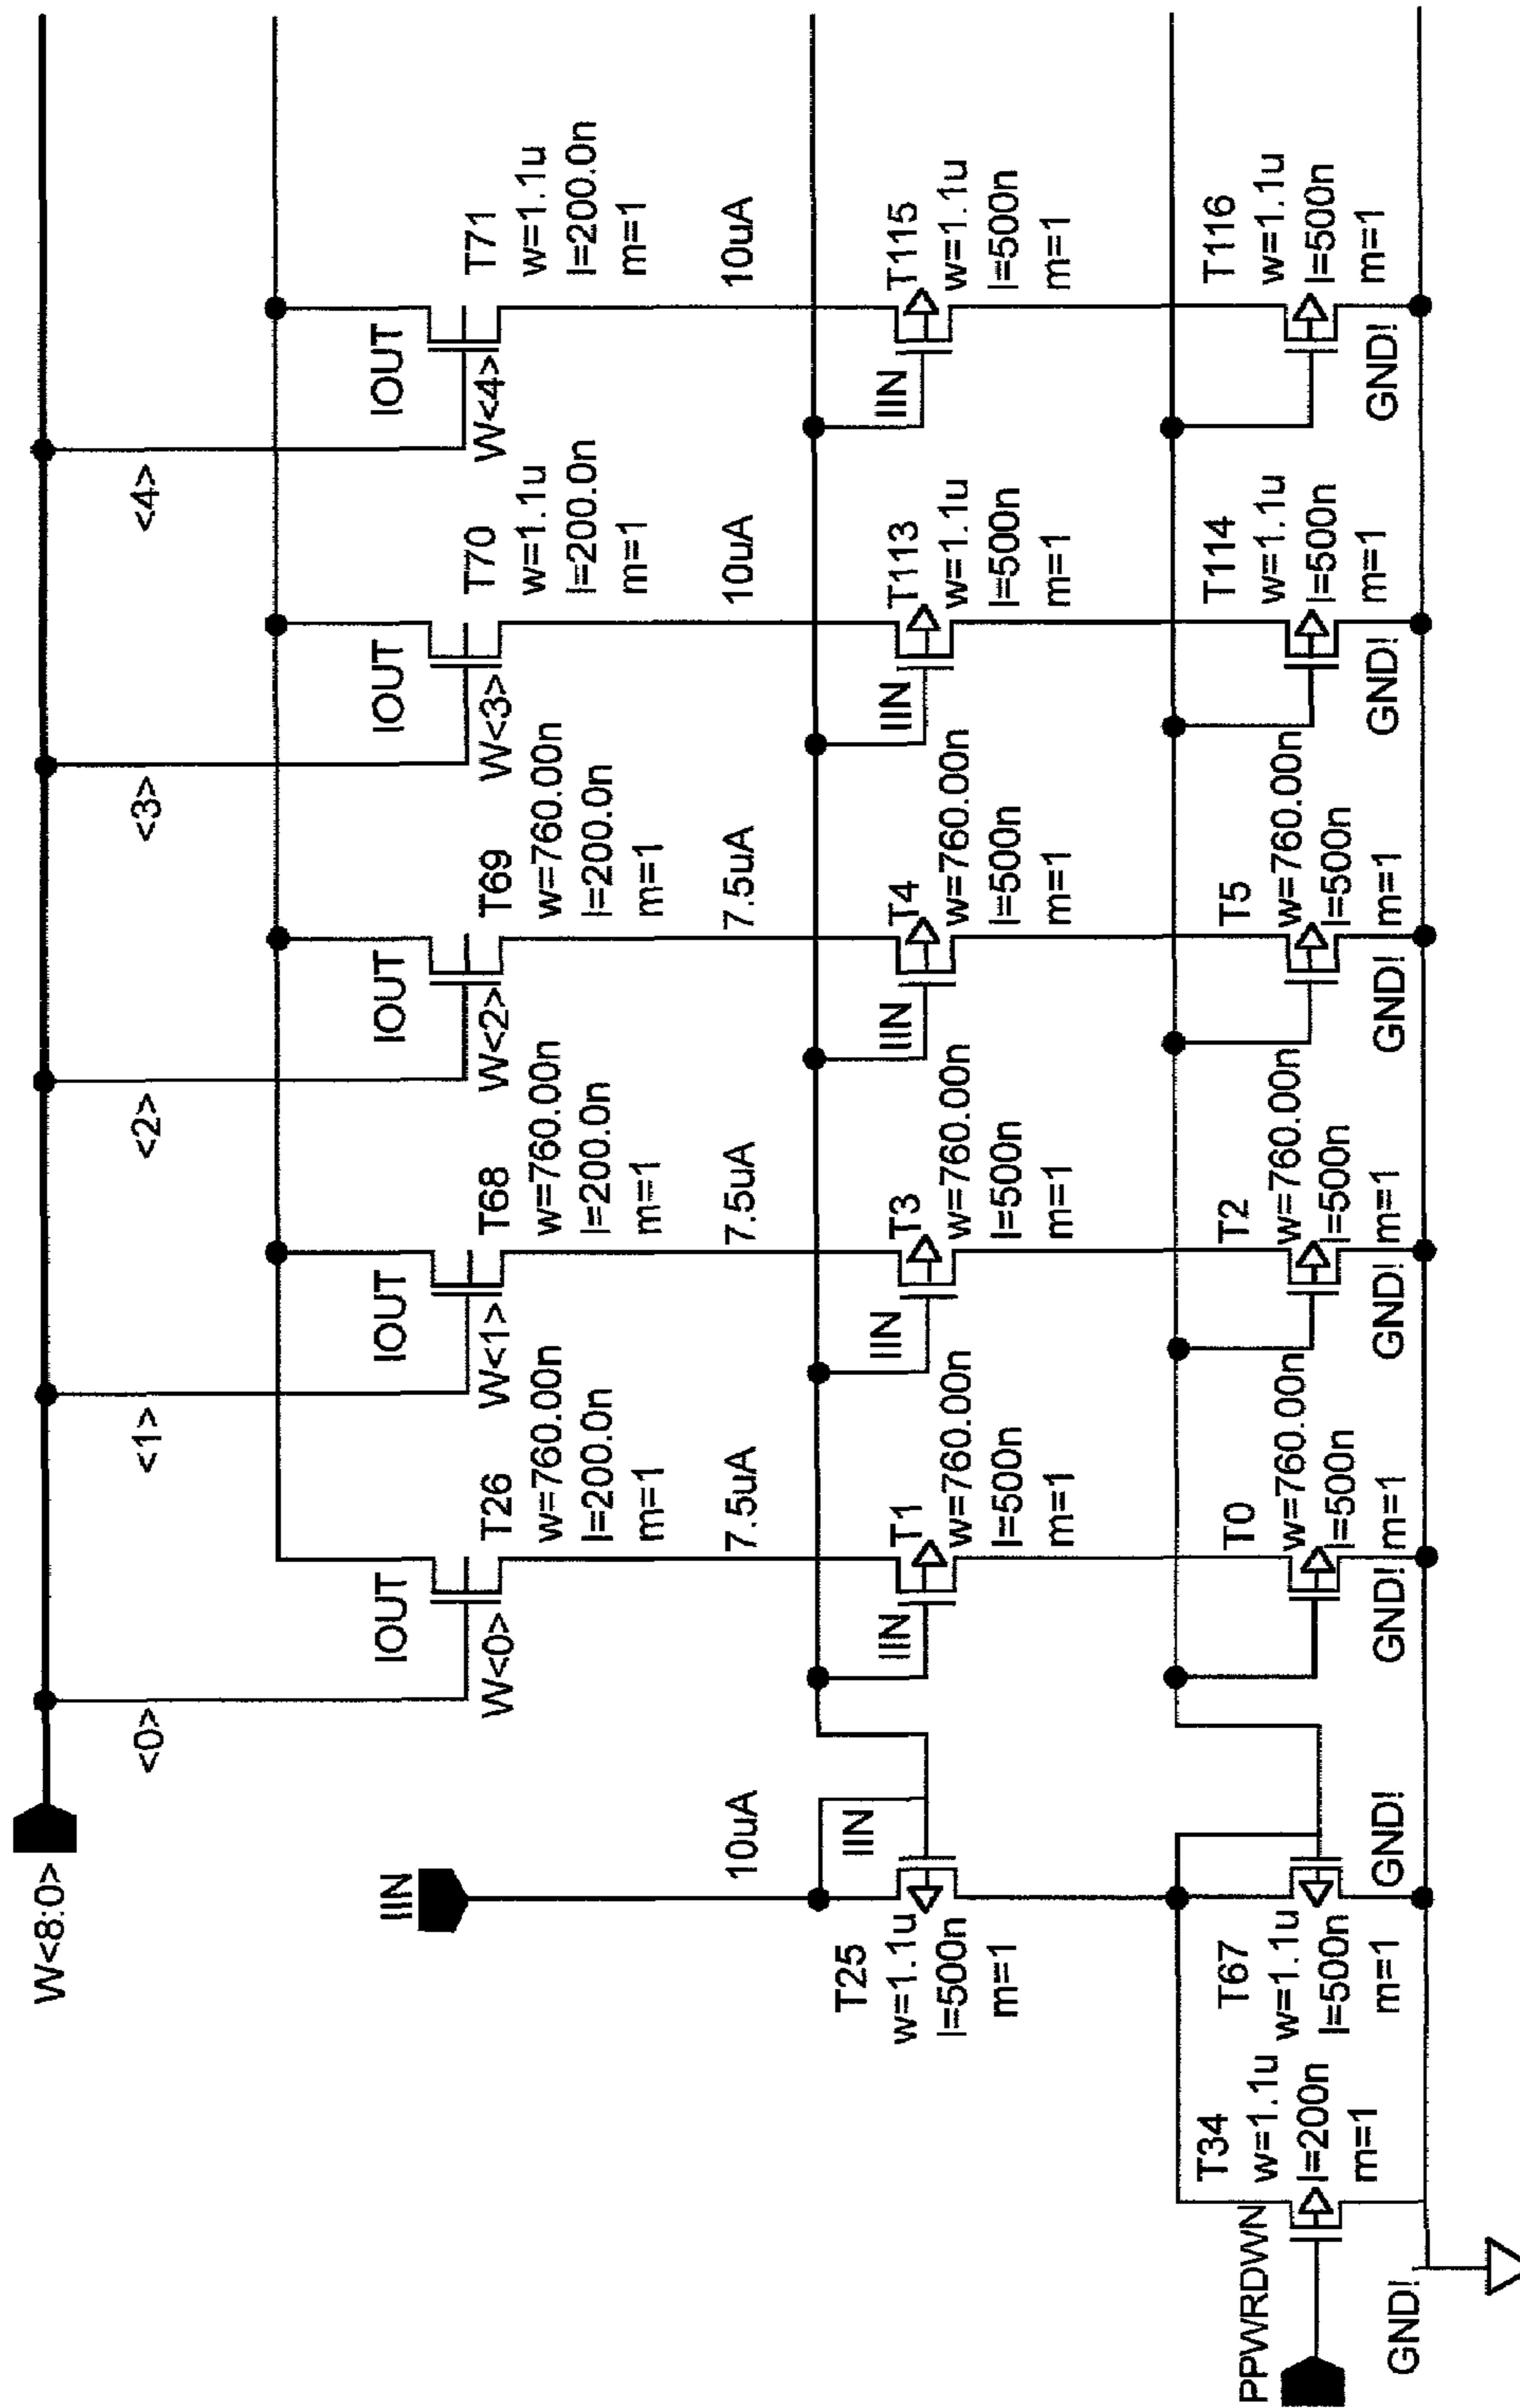 W<8:0>
<0>
<1>
<2>
<3>
<4>
IIN
10uA
IIN
T25
w=1.1u
l=500n
m=1
PPWRDWN
T34
w=1.1u
l=200n
m=1
T67
w=1.1u
l=500n
m=1
GND!
GND!
IOUT
W<0>
T26
w=760.00n
l=200.0n
m=1
7.5uA
IIN
T1
w=760.00n
l=500n
m=1
T0
w=760.00n
l=500n
m=1
GND!
IOUT
W<1>
T68
w=760.00n
l=200.0n
m=1
7.5uA
IIN
T3
w=760.00n
l=500n
m=1
T2
w=760.00n
l=500n
m=1
GND!
IOUT
W<2>
T69
w=760.00n
l=200.0n
m=1
7.5uA
IIN
T4
w=760.00n
l=500n
m=1
T5
w=760.00n
l=500n
m=1
GND!
IOUT
W<3>
T70
w=1.1u
l=200.0n
m=1
10uA
IIN
T113
w=1.1u
l=500n
m=1
T114
w=1.1u
l=500n
m=1
GND!
IOUT
W<4>
T71
w=1.1u
l=200.0n
m=1
10uA
IIN
T115
w=1.1u
l=500n
m=1
T116
w=1.1u
l=500n
m=1
GND!